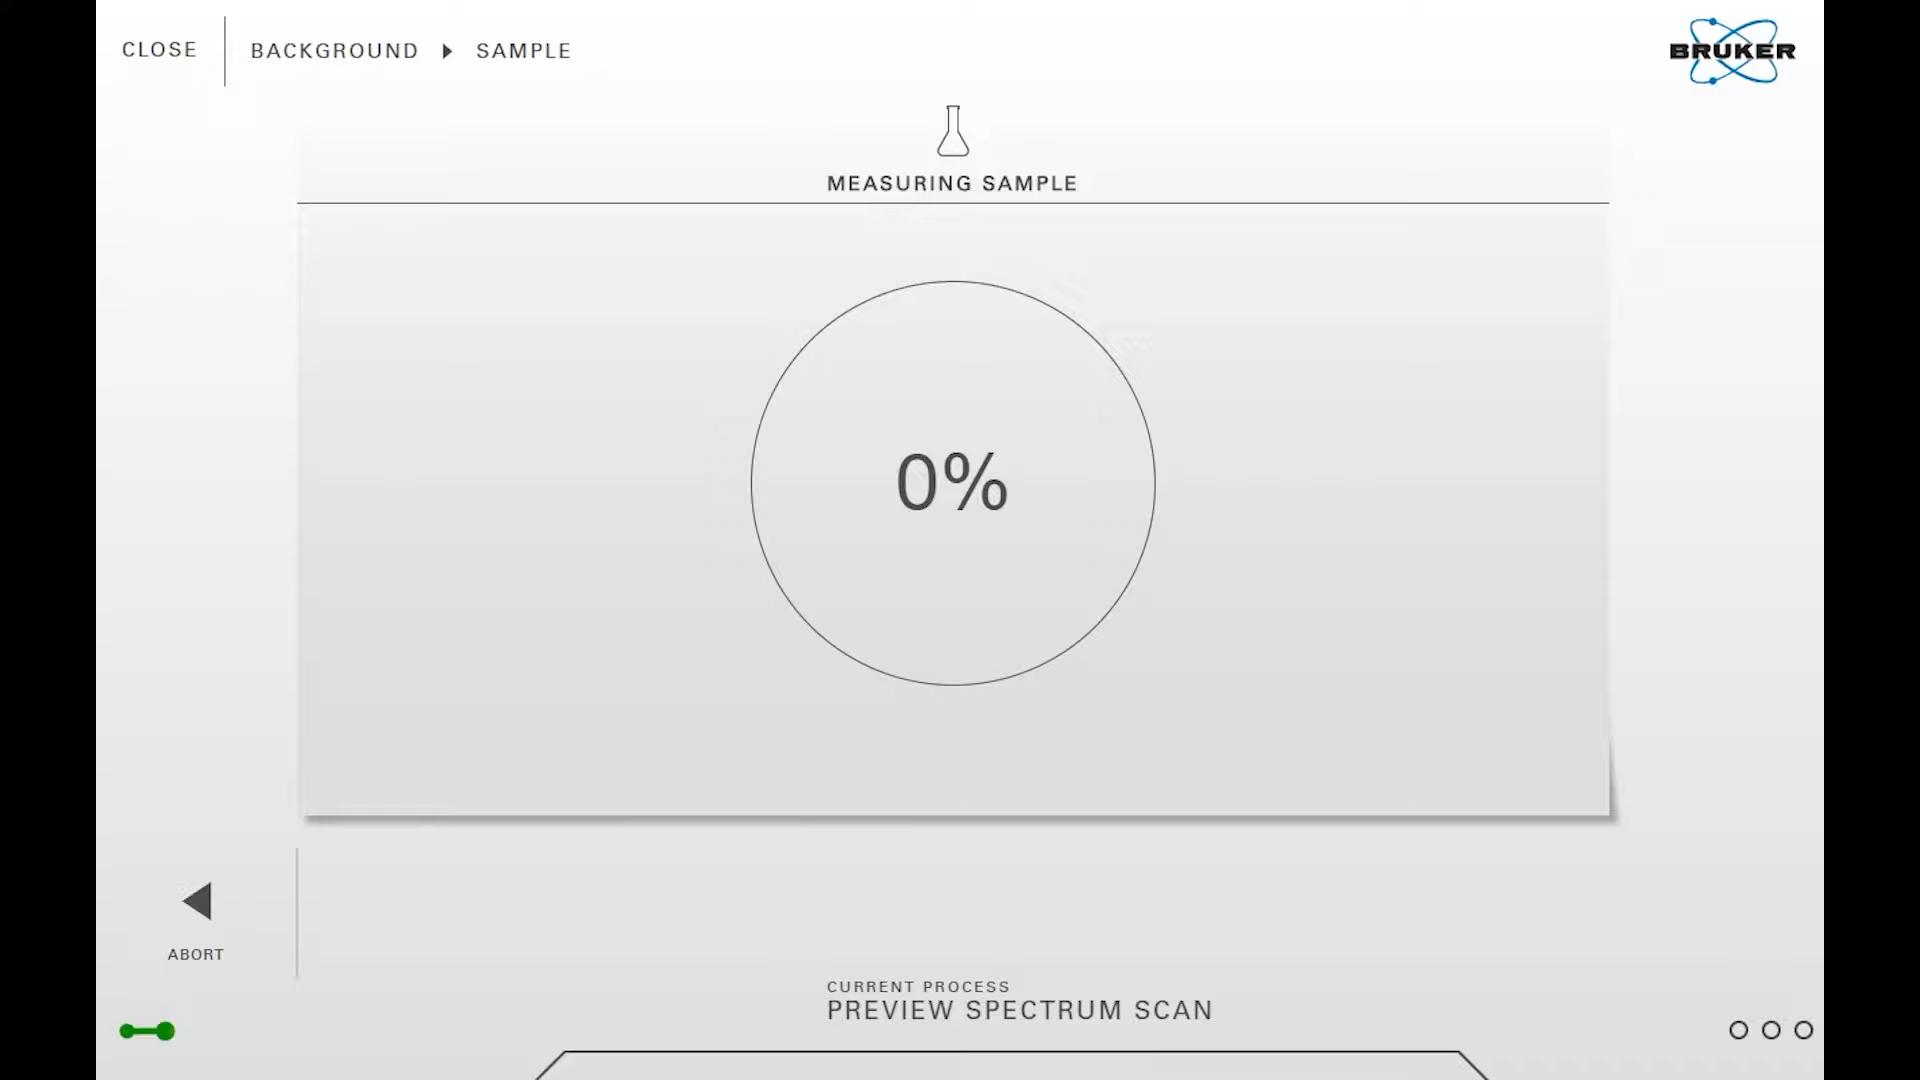 CLOSE
BACKGROUND SAMPLE
BRUKER
MEASURING SAMPLE
0%
ABORT
CURRENT PROCESS
PREVIEW SPECTRUM SCAN